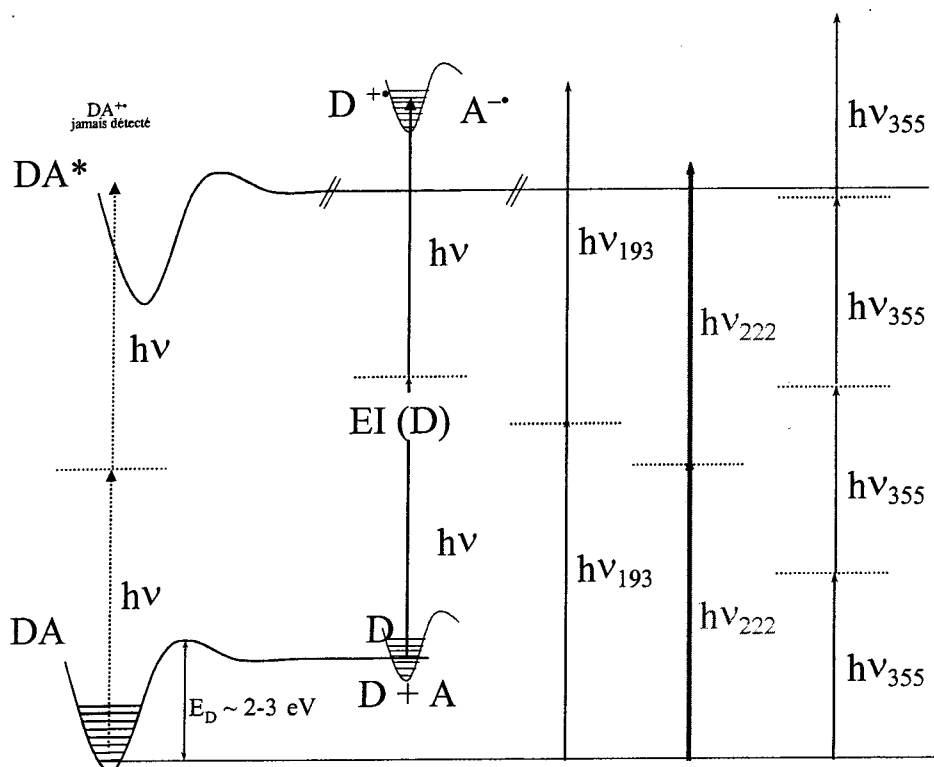 DA⁺•
jamais détecté
DA*
D⁺•
A⁻•
hν₃₅₅
hν
hν₁₉₃
hν₃₅₅
hν
hν₂₂₂
EI (D)
hν₃₅₅
hν
hν
hν₁₉₃
hν₂₂₂
DA
D
hν₃₅₅
E_D ~ 2-3 eV
D + A